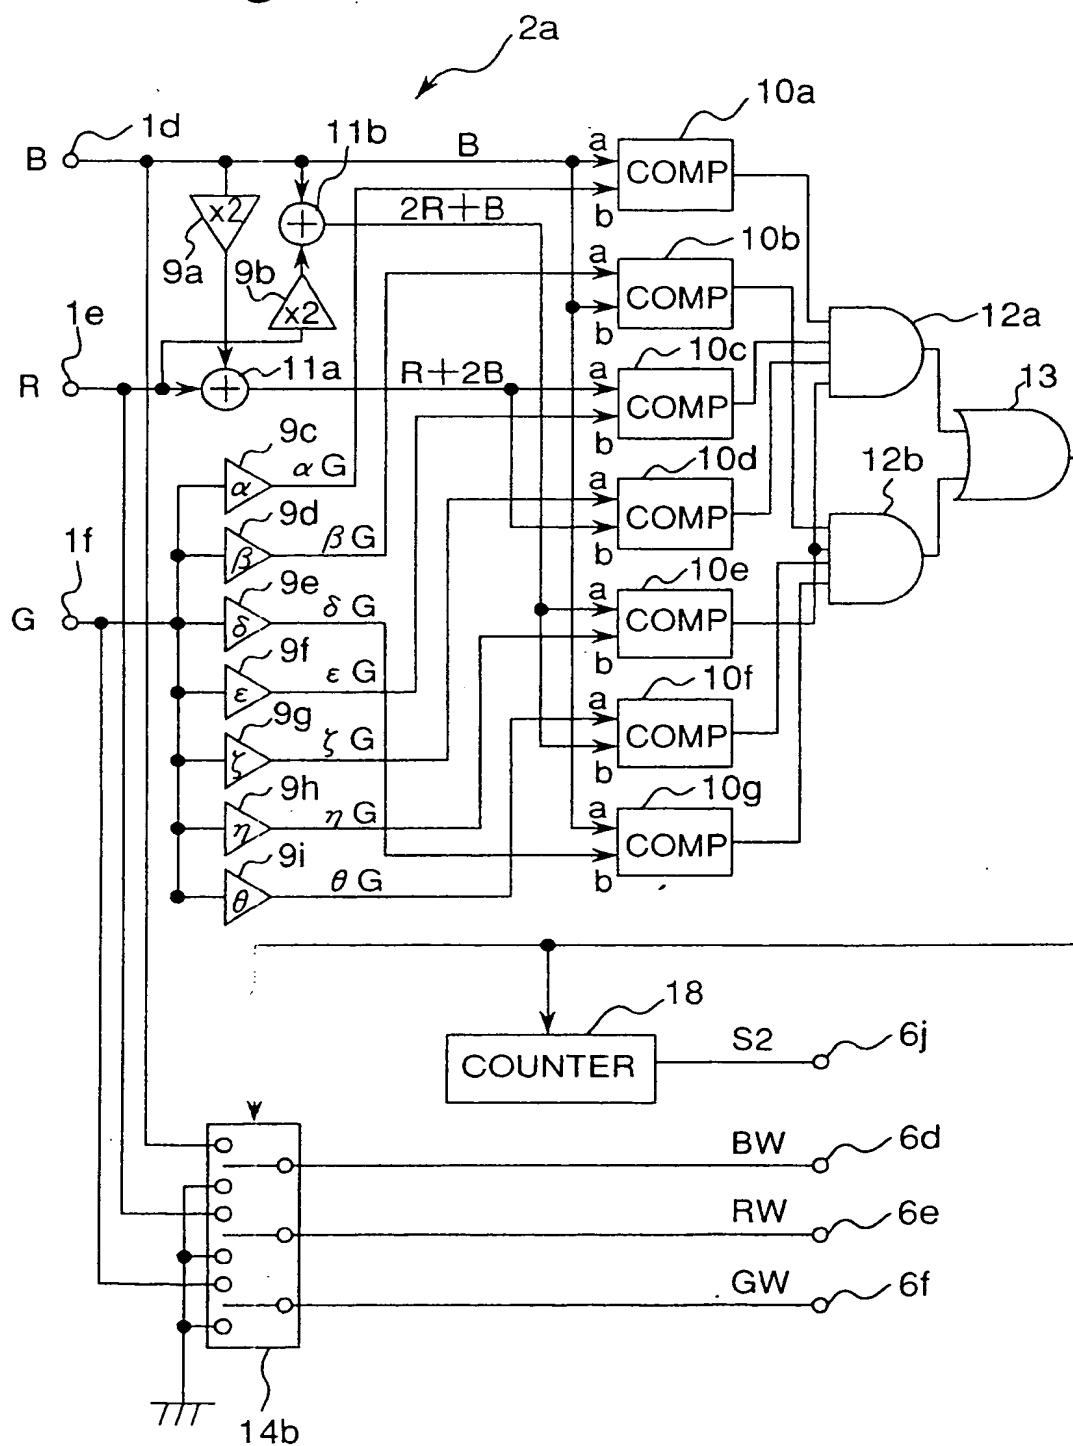 2a
10a
1d
11b
B
B
a
COMP
x2
2R+B
b
10b
9a
9b
a
COMP
x2
b
1e
12a
10c
R
11a
R+2B
a
COMP
13
b
9c
αG
α
10d
12b
a
COMP
9d
βG
β
b
1f
10e
9e
a
G
δG
δ
COMP
b
9f
εG
ε
10f
a
9g
ζG
ζ
COMP
b
10g
9h
ηG
η
a
COMP
9i
b
θG
θ
18
COUNTER
S2
6j
BW
6d
RW
6e
GW
6f
14b